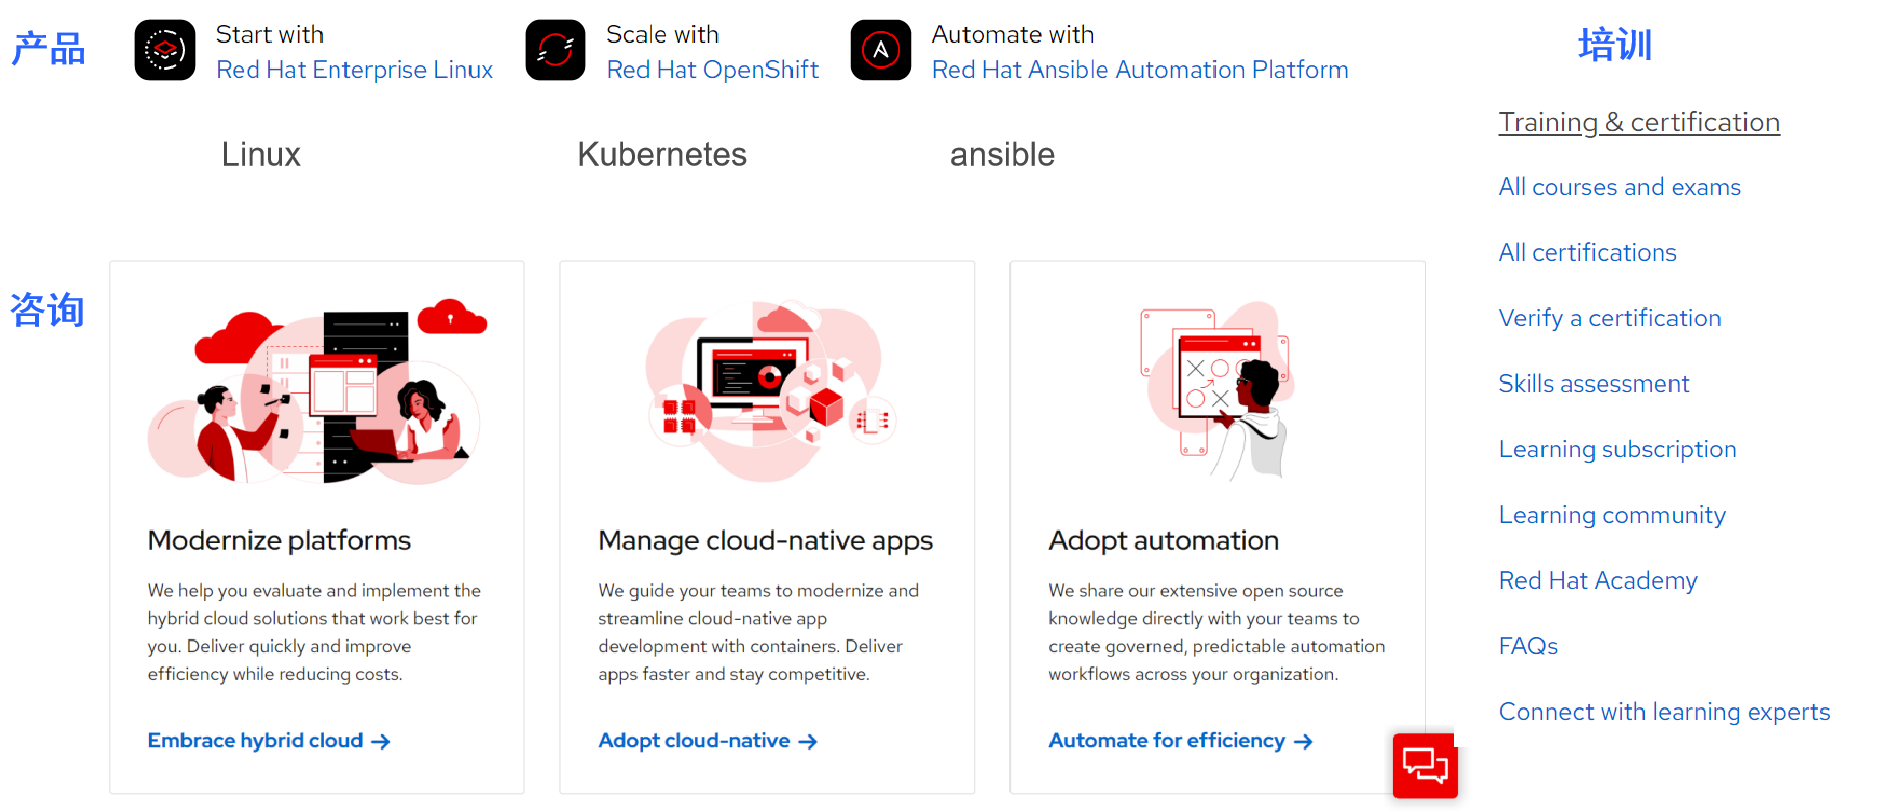 产品
Start with
Red Hat Enterprise Linux
Scale with
Red Hat OpenShift
Automate with
Red Hat Ansible Automation Platform
Linux
Kubernetes
ansible
咨询
Modernize platforms
We help you evaluate and implement the
hybrid cloud solutions that work best for
you. Deliver quickly and improve
efficiency while reducing costs.
Embrace hybrid cloud →
Manage cloud-native apps
We guide your teams to modernize and
streamline cloud-native app
development with containers. Deliver
apps faster and stay competitive.
Adopt cloud-native →
Adopt automation
We share our extensive open source
knowledge directly with your teams to
create governed, predictable automation
workflows across your organization.
Automate for efficiency →
培训
Training & certification
All courses and exams
All certifications
Verify a certification
Skills assessment
Learning subscription
Learning community
Red Hat Academy
FAQs
Connect with learning experts